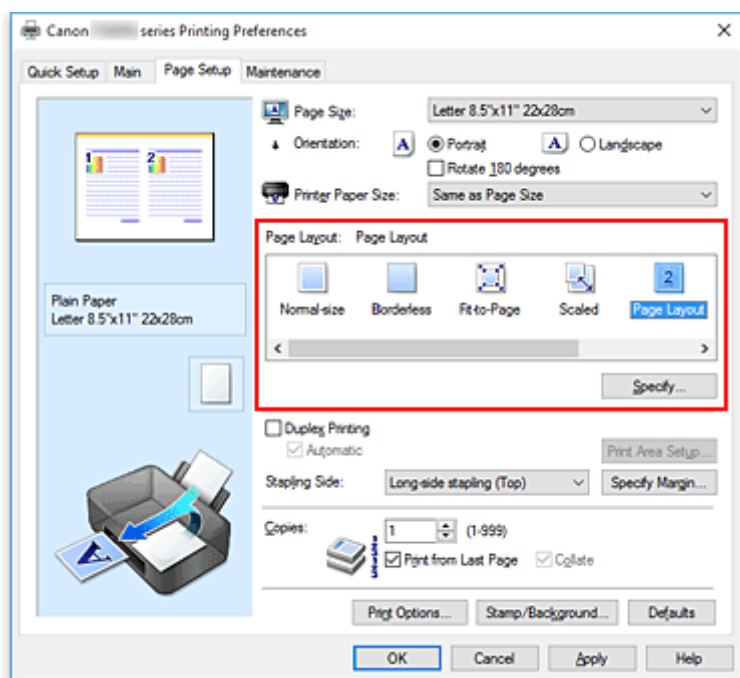 Canon series Printing Preferences
Quick Setup Main Page Setup Maintenance
1 2
Plain Paper
Letter 8.5"x11" 22x28cm
Page Size: Letter 8.5"x11" 22x28cm
Orientation: A Portrait A Landscape
Rotate 180 degrees
Printer Paper Size: Same as Page Size
Page Layout: Page Layout
2
Normal-size Borderless Fit-to-Page Scaled Page Layout
Specify...
Duplex Printing
Automatic Print Area Setup...
Stapling Side: Long-side stapling (Top) Specify Margin...
Copies: 1 (1-999)
Print from Last Page Collate
A
Print Options... Stamp/Background... Defaults
OK Cancel Apply Help